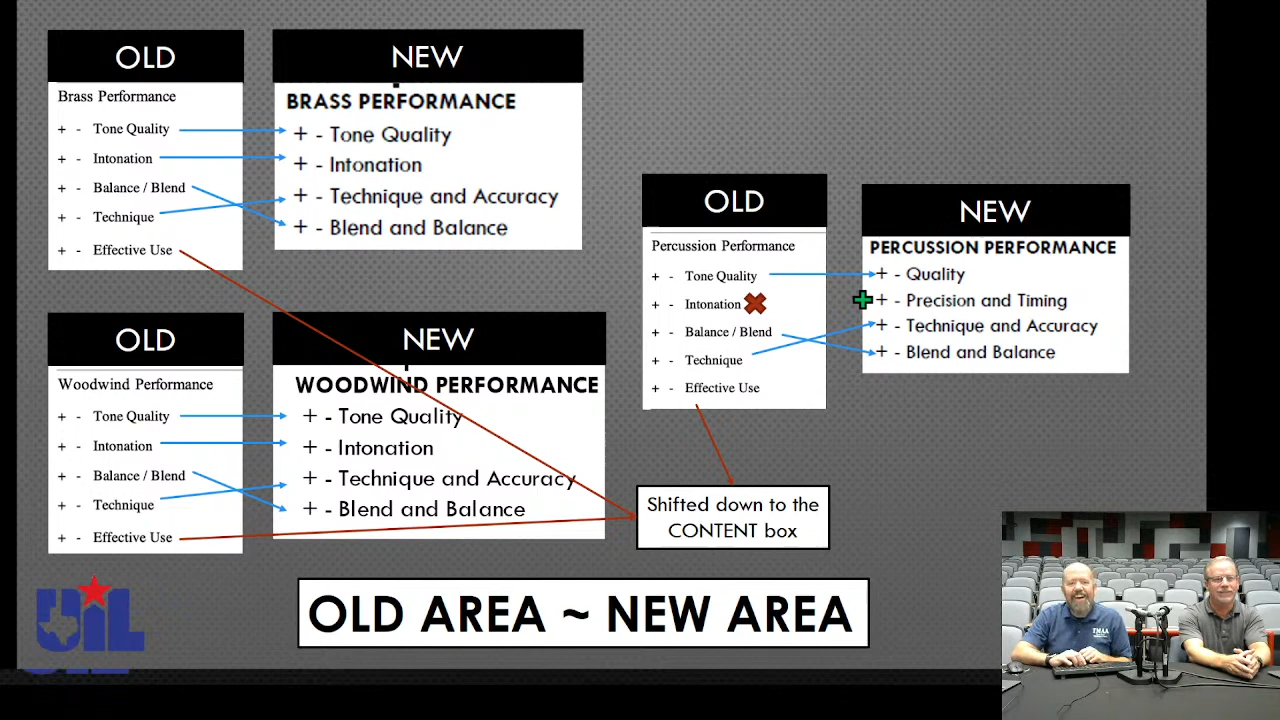 OLD
Brass Performance
+ - Tone Quality
+ - Intonation
+ - Balance / Blend
+ - Technique
+ - Effective Use
NEW
BRASS PERFORMANCE
+ - Tone Quality
+ - Intonation
+ - Technique and Accuracy
+ - Blend and Balance
OLD
Woodwind Performance
+ - Tone Quality
+ - Intonation
+ - Balance / Blend
+ - Technique
+ - Effective Use
NEW
WOODWIND PERFORMANCE
+ - Tone Quality
+ - Intonation
+ - Technique and Accuracy
+ - Blend and Balance
OLD
Percussion Performance
+ - Tone Quality
+ - Intonation
+ - Balance / Blend
+ - Technique
+ - Effective Use
NEW
PERCUSSION PERFORMANCE
+ - Quality
+ - Precision and Timing
+ - Technique and Accuracy
+ - Blend and Balance
Shifted down to the
CONTENT box
OLD AREA ~ NEW AREA
UIL
TMAA